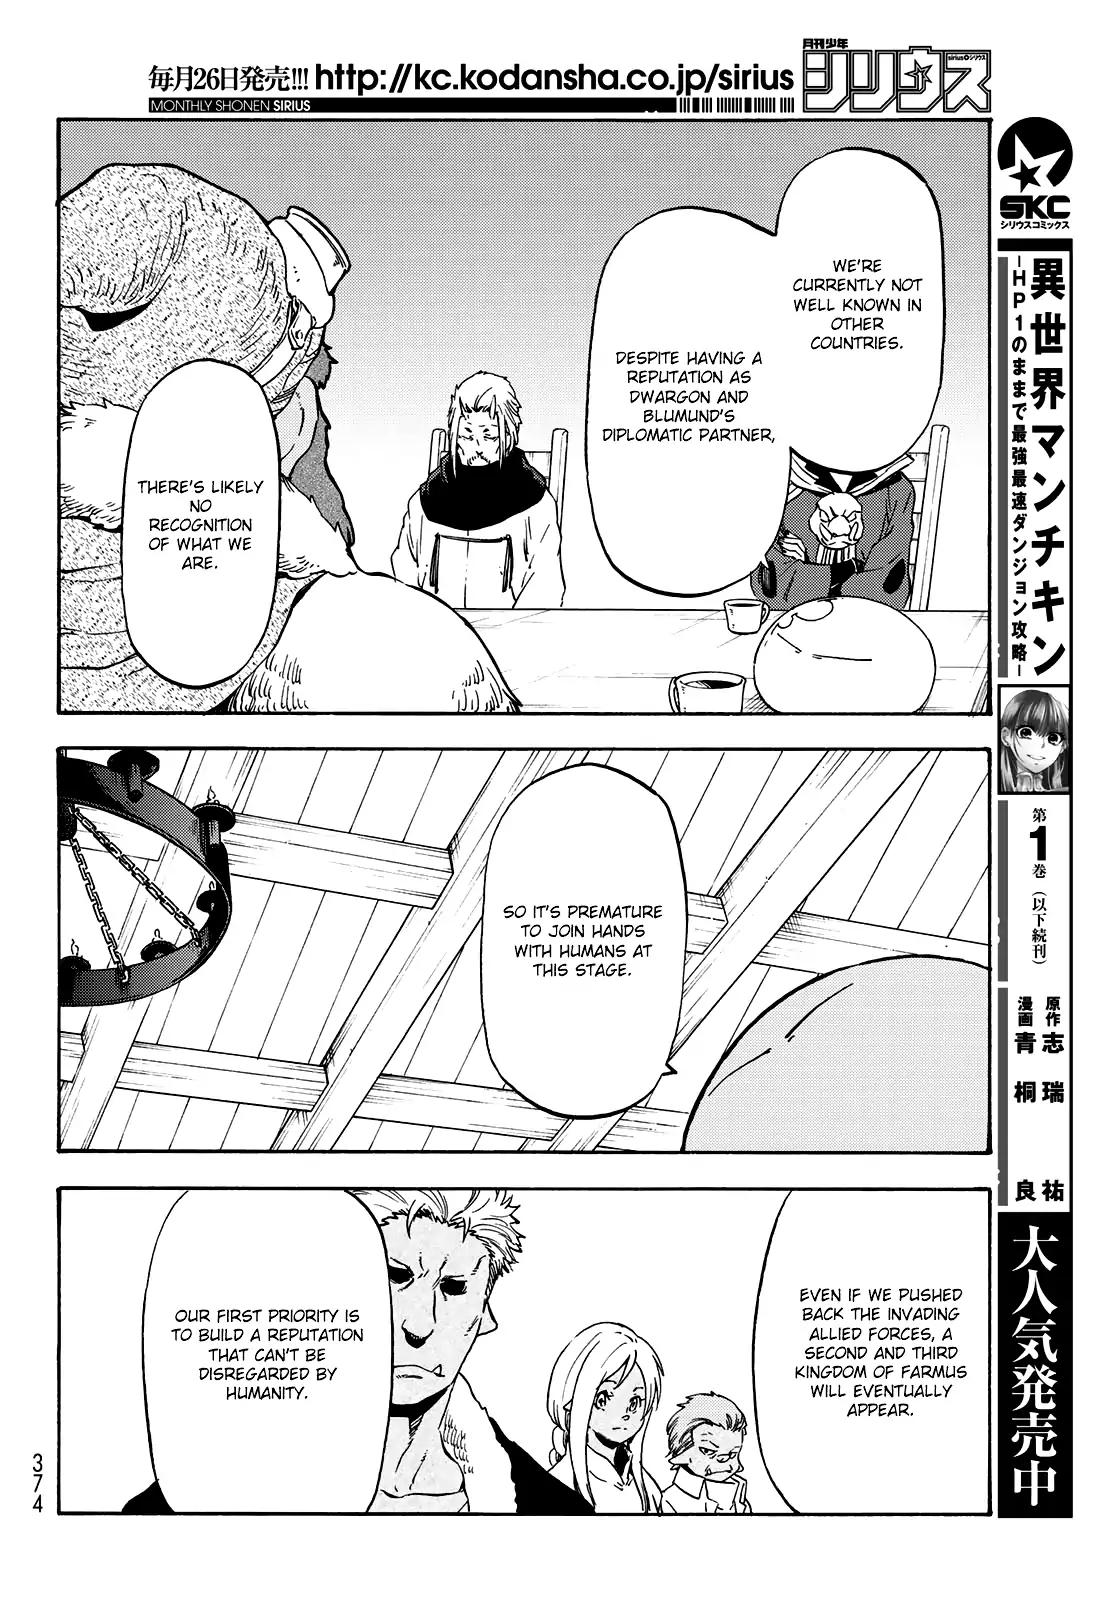 毎月26日発売!!! http://kc.kodansha.co.jp/sirius
MONTHLY SHONEN SIRIUS
月刊少年
シリウス
sirius シリウス
SKC
シリウスコミックス
異世界マンチキン
─HP1のままで最強最速ダンジョン攻略─
第1巻(以下続刊)
原作 志瑞祐
漫画 青桐良
大人気発売中
WE'RE
CURRENTLY NOT
WELL KNOWN IN
OTHER
COUNTRIES.
DESPITE HAVING A
REPUTATION AS
DWARGON AND
BLUMUND'S
DIPLOMATIC PARTNER,
THERE'S LIKELY
NO
RECOGNITION
OF WHAT WE
ARE.
SO IT'S PREMATURE
TO JOIN HANDS
WITH HUMANS AT
THIS STAGE.
EVEN IF WE PUSHED
BACK THE INVADING
ALLIED FORCES, A
SECOND AND THIRD
KINGDOM OF FARMUS
WILL EVENTUALLY
APPEAR.
OUR FIRST PRIORITY IS
TO BUILD A REPUTATION
THAT CAN'T BE
DISREGARDED BY
HUMANITY.
374